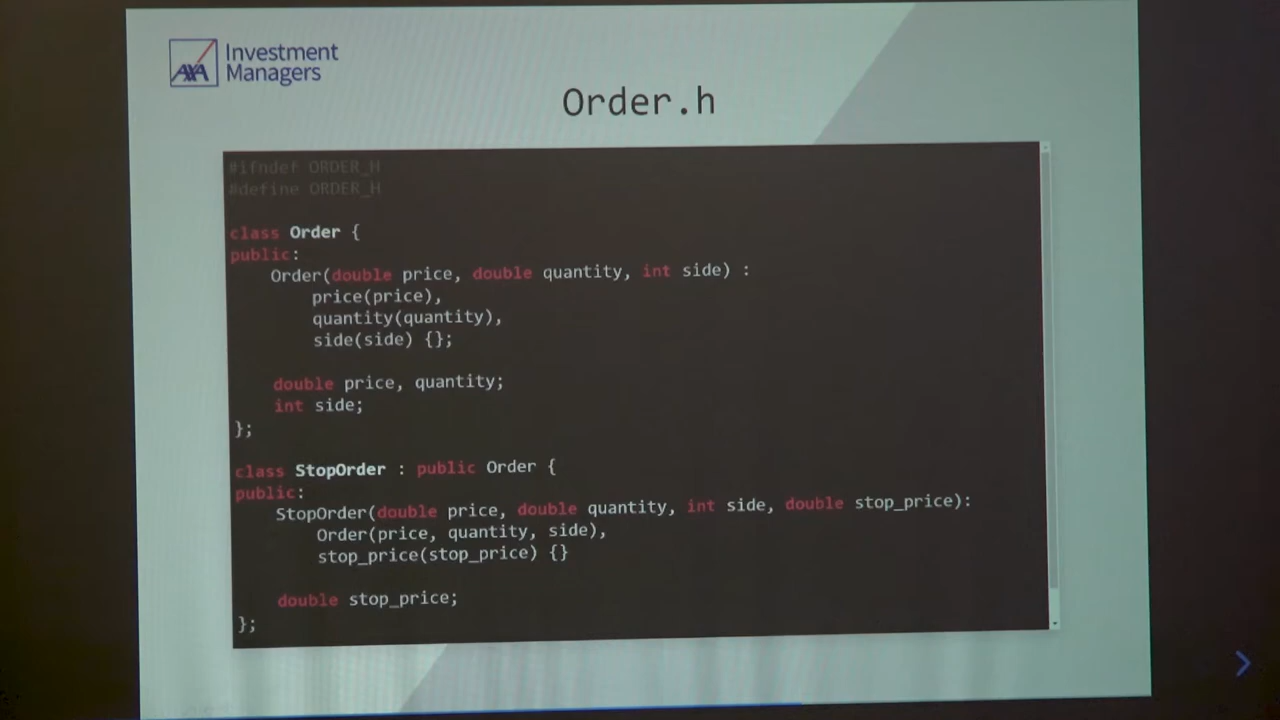 AXA Investment
Managers
Order.h
#ifndef ORDER_H
#define ORDER_H
class Order {
public:
    Order(double price, double quantity, int side) :
        price(price),
        quantity(quantity),
        side(side) {};
    double price, quantity;
    int side;
};
class StopOrder : public Order {
public:
    StopOrder(double price, double quantity, int side, double stop_price):
        Order(price, quantity, side),
        stop_price(stop_price) {}
    double stop_price;
};